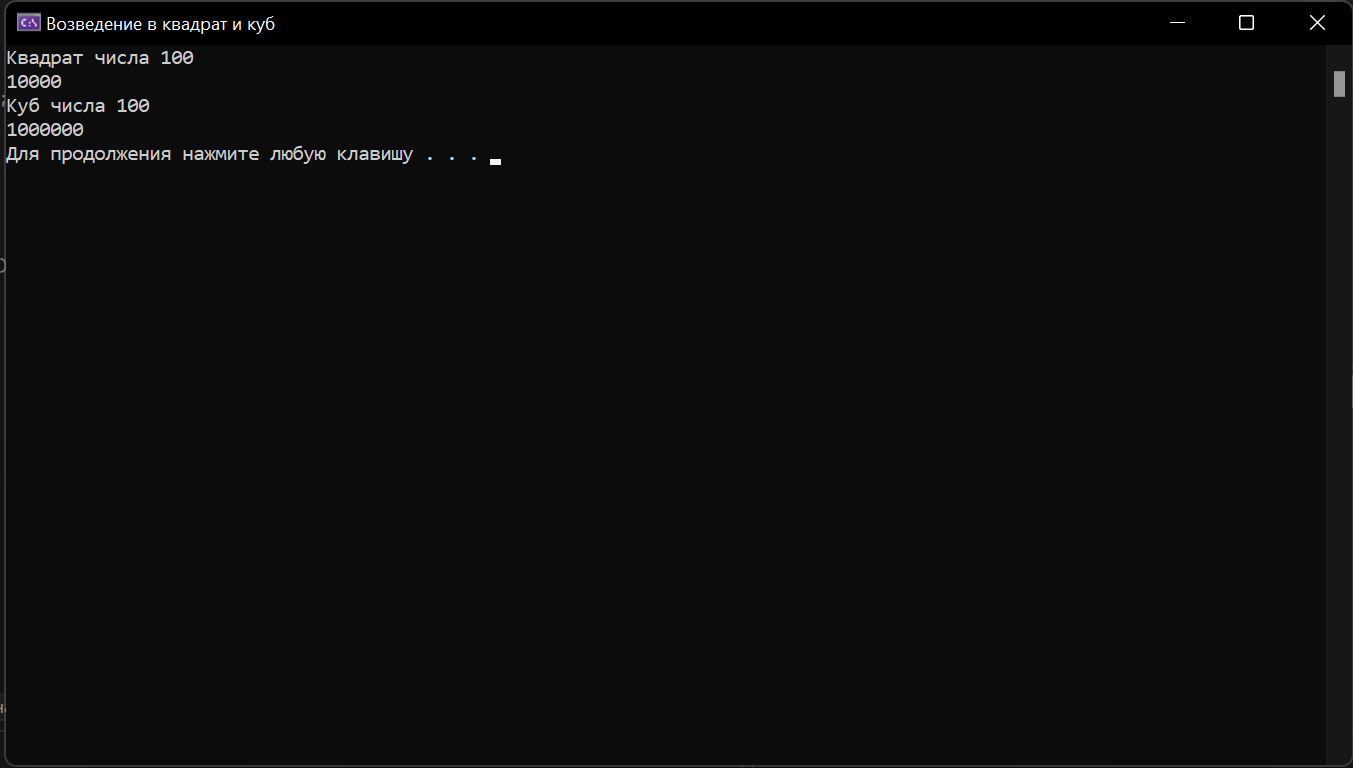 Возведение в квадрат и куб
Квадрат числа 100
10000
Куб числа 100
1000000
Для продолжения нажмите любую клавишу . . .